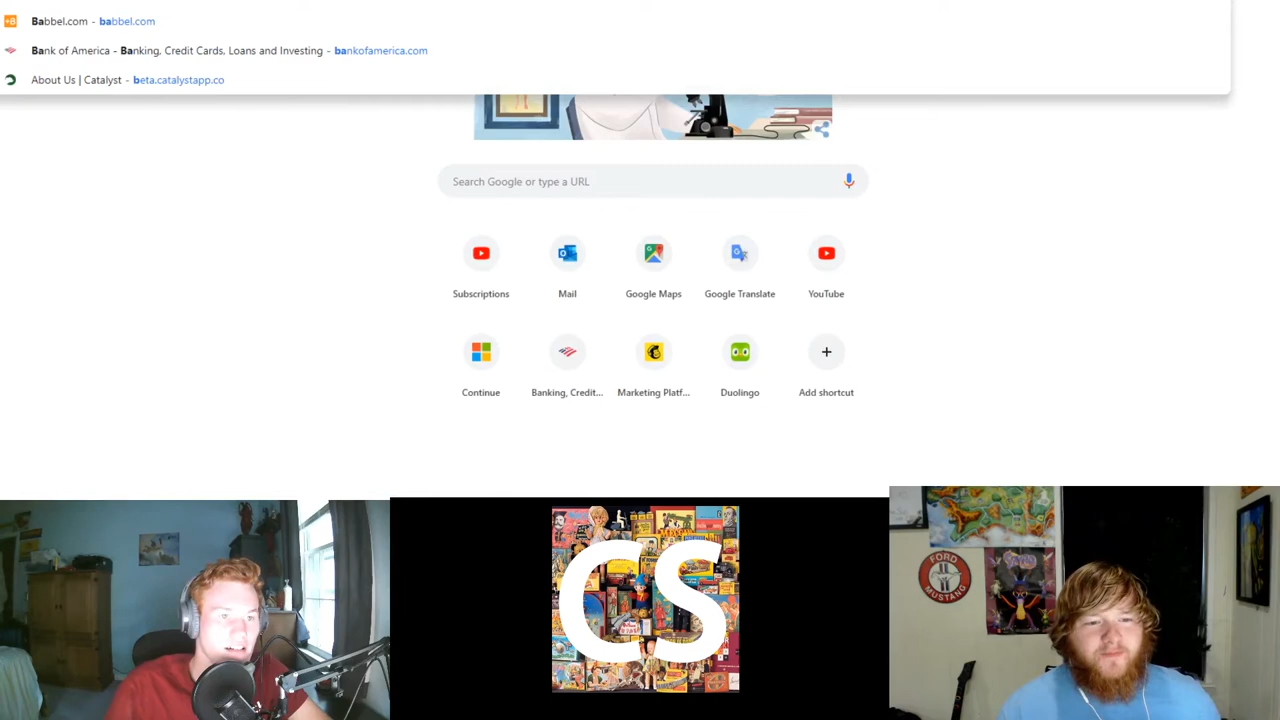 Babbel.com - babbel.com
Bank of America - Banking, Credit Cards, Loans and Investing - bankofamerica.com
About Us | Catalyst - beta.catalystapp.co
Search Google or type a URL
Subscriptions
Mail
Google Maps
Google Translate
YouTube
Continue
Banking, Credit...
Marketing Platf...
Duolingo
Add shortcut
CS
FORD
MUSTANG